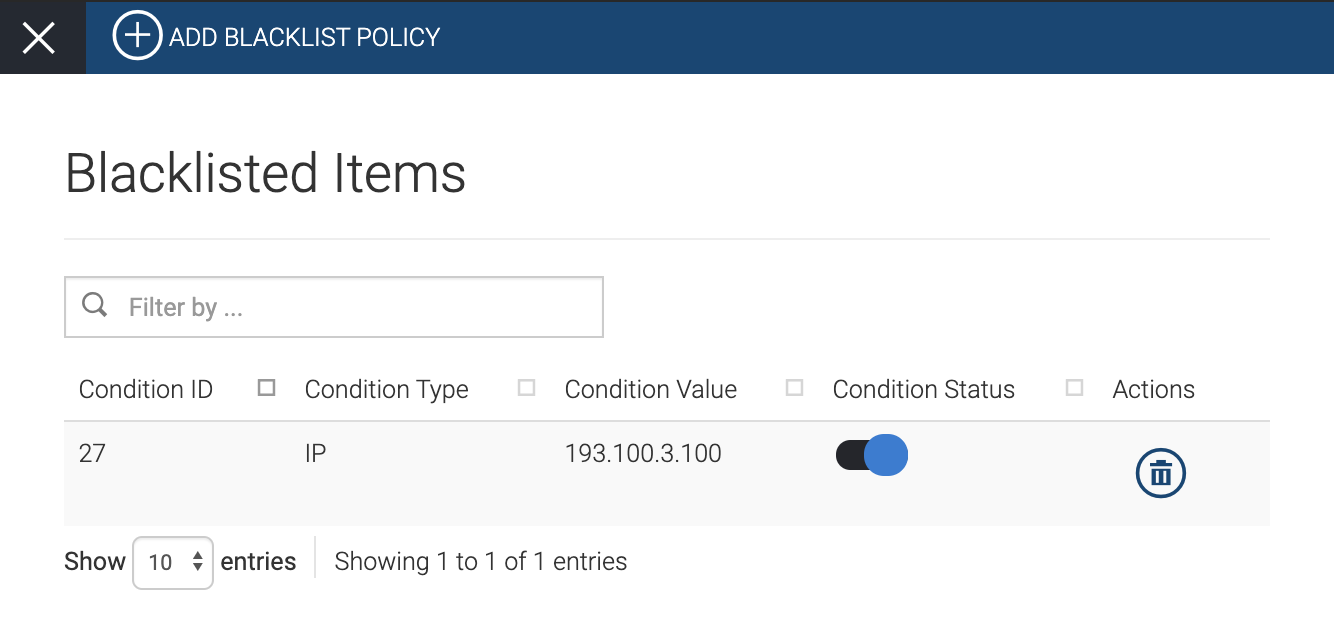 ADD BLACKLIST POLICY
Blacklisted Items
Filter by ...
Condition ID Condition Type Condition Value Condition Status Actions
27 IP 193.100.3.100
Show 10 entries Showing 1 to 1 of 1 entries